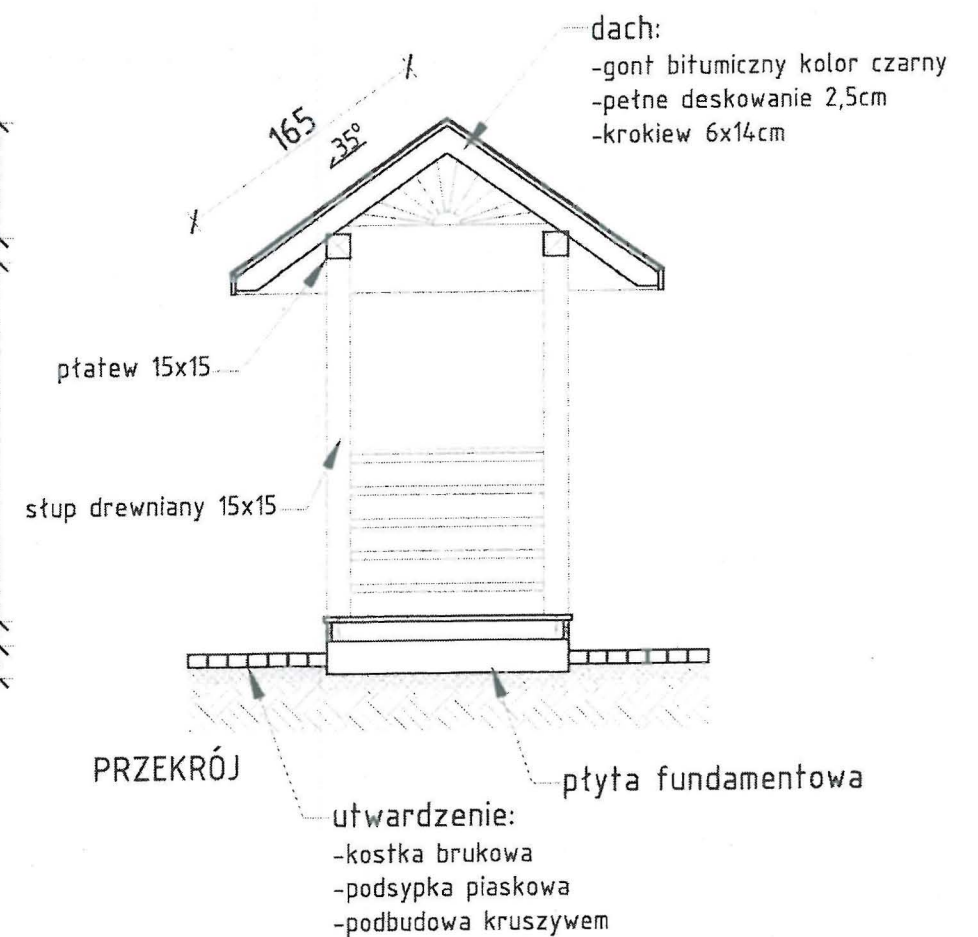 dach:
-gont bitumiczny kolor czarny
-pełne deskowanie 2,5cm
-krokiew 6x14cm
165
35°
płatew 15x15
słup drewniany 15x15
PRZEKRÓJ
płyta fundamentowa
utwardzenie:
-kostka brukowa
-podsypka piaskowa
-podbudowa kruszywem